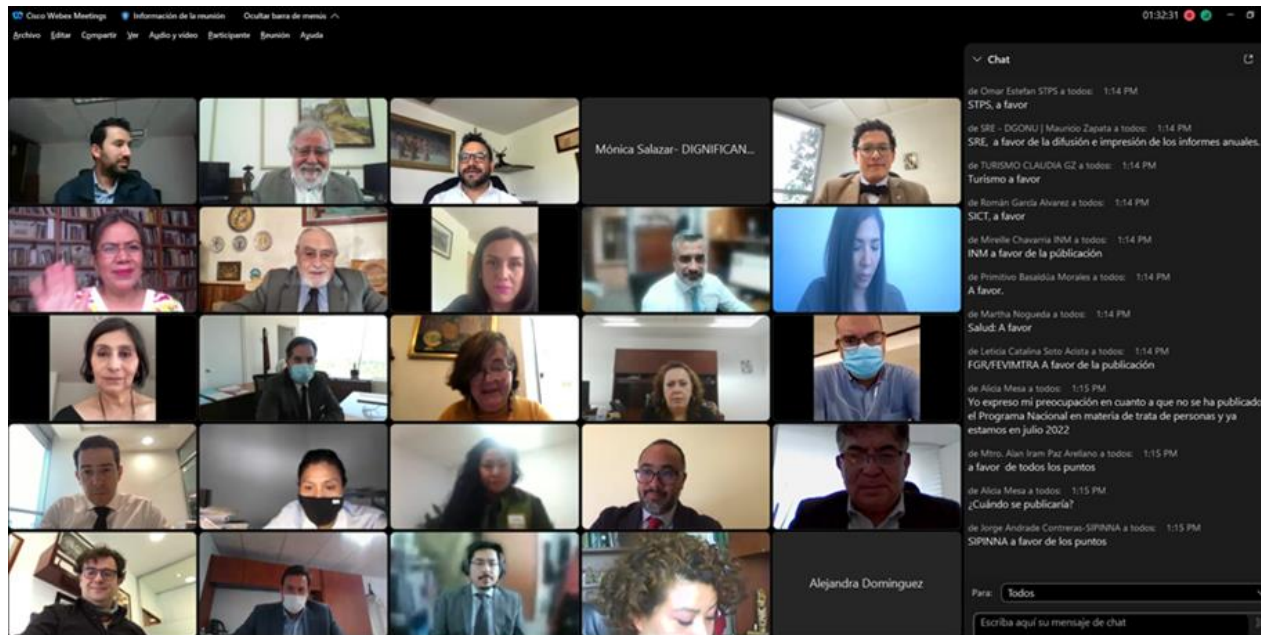 Cisco Webex Meetings Información de la reunión Ocultar barra de menús 01:32:31
Archivo Editar Compartir Ver Audio y video Participante Reunión Ayuda
Chat
de Omar Estefan STPS a todos: 1:14 PM
STPS, a favor
de SRE - DGONU | Mauricio Zapata a todos: 1:14 PM
SRE, a favor de la difusión e impresión de los informes anuales.
de TURISMO CLAUDIA GZ a todos: 1:14 PM
Turismo a favor
de Román García Alvarez a todos: 1:14 PM
SICT, a favor
de Mireille Chavarria INM a todos: 1:14 PM
INM a favor de la públicación
de Primitivo Basaldúa Morales a todos: 1:14 PM
A favor.
de Martha Nogueda a todos: 1:14 PM
Salud: A favor
de Leticia Catalina Soto Acosta a todos: 1:14 PM
FGR/FEVIMTRA A favor de la publicación
de Alicia Mesa a todos: 1:15 PM
Yo expreso mi preocupación en cuanto a que no se ha publicado
el Programa Nacional en materia de trata de personas y ya
estamos en julio 2022
de Mtro. Alan Iram Paz Arellano a todos: 1:15 PM
a favor de todos los puntos
de Alicia Mesa a todos: 1:15 PM
¿Cuándo se publicaría?
de Jorge Andrade Contreras-SIPINNA a todos: 1:15 PM
SIPINNA a favor de los puntos
Para: Todos
Escriba aquí su mensaje de chat
Mónica Salazar- DIGNIFICAN...
Alejandra Dominguez